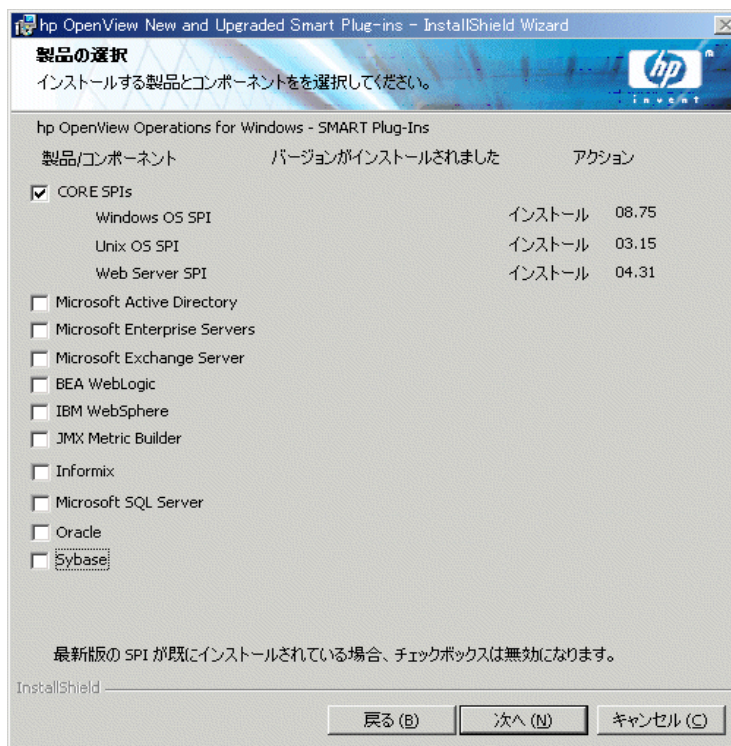 hp OpenView New and Upgraded Smart Plug-ins - InstallShield Wizard
製品の選択
インストールする製品とコンポーネントをを選択してください。
hp
®
invent
hp OpenView Operations for Windows - SMART Plug-Ins
製品/コンポーネント バージョンがインストールされました アクション
CORE SPIs
Windows OS SPI インストール 08.75
Unix OS SPI インストール 03.15
Web Server SPI インストール 04.31
Microsoft Active Directory
Microsoft Enterprise Servers
Microsoft Exchange Server
BEA WebLogic
IBM WebSphere
JMX Metric Builder
Informix
Microsoft SQL Server
Oracle
Sybase
最新版の SPI が既にインストールされている場合、チェックボックスは無効になります。
InstallShield
戻る(B) 次へ(N) キャンセル(C)